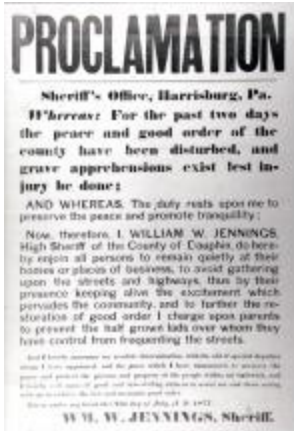 PROCLAMATION
Sheriff's Office, Harrisburg, Pa.
Whereas: For the past two days
the peace and good order of the
county have been disturbed, and
grave apprehensions exist lest in-
jury be done;
AND WHEREAS, The duty rests upon me to
preserve the peace and promote tranquility;
Now, therefore, I, WILLIAM W. JENNINGS,
High Sheriff of the County of Dauphin, do here-
by enjoin all persons to remain quietly at their
homes or places of business, to avoid gathering
upon the streets and highways, thus by their
presence keeping alive the excitement which
pervades the community, and to further the re-
storation of good order I charge upon parents
to prevent the half grown lads over whom they
have control from frequenting the streets.
WM. W. JENNINGS, Sheriff.